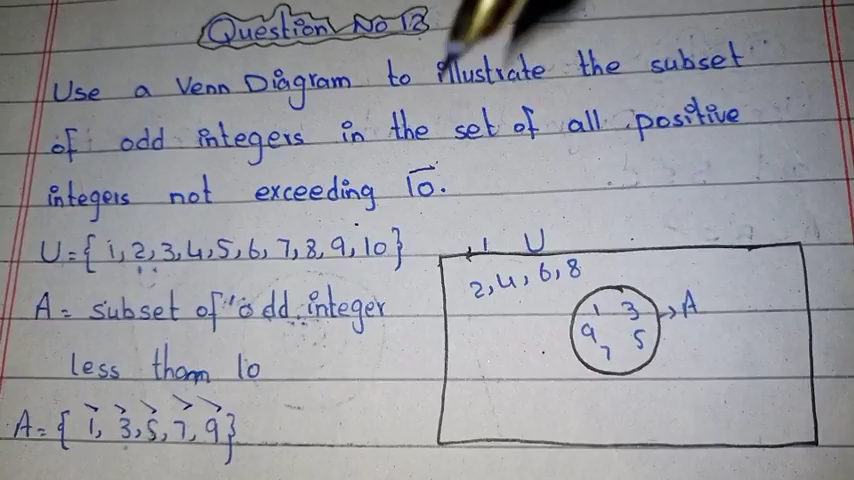 Question No 12
Use a Venn Diagram to illustrate the subset
of odd integers in the set of all positive
integers not exceeding 10.
U={1,2,3,4,5,6,7,8,9,10}
A = subset of odd integer
less than 10
A={1,3,5,7,9}
U
2,4,6,8
1 3
9 5
7
A